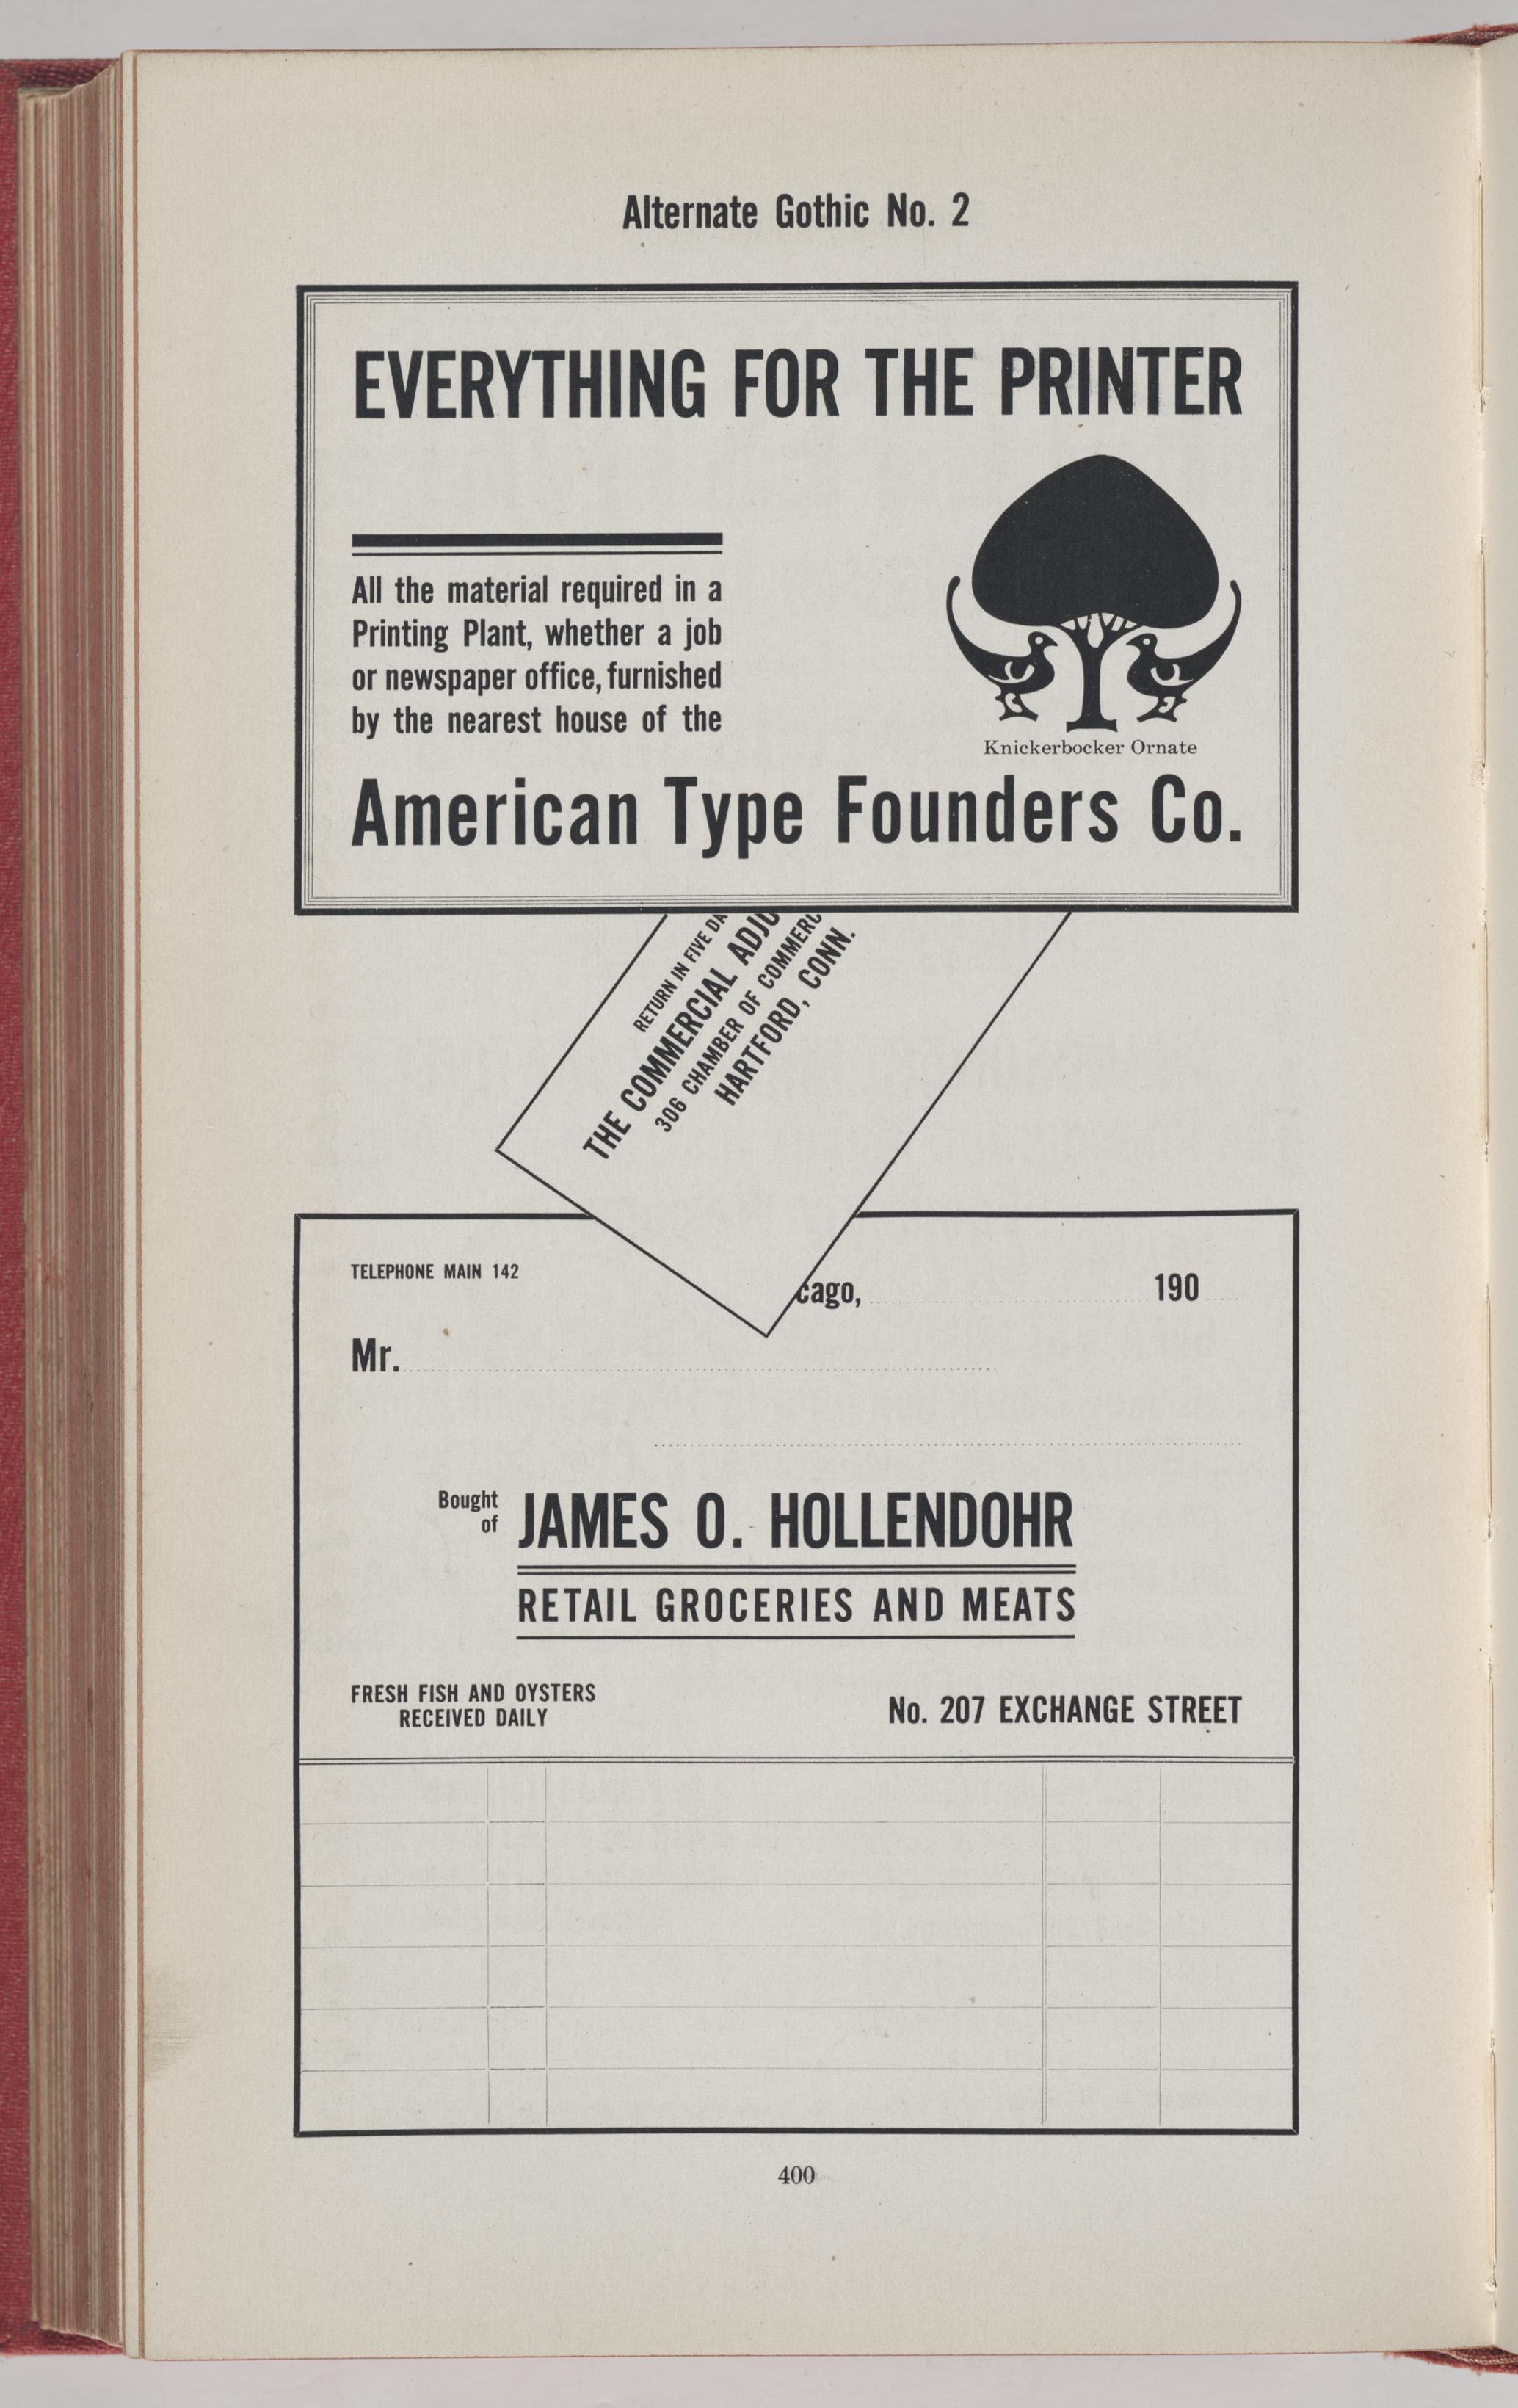 Alternate Gothic No. 2
EVERYTHING FOR THE PRINTER
All the material required in a
Printing Plant, whether a job
or newspaper office, furnished
by the nearest house of the
Knickerbocker Ornate
American Type Founders Co.
RETURN IN FIVE DA
THE COMMERCIAL ADJU
306 CHAMBER OF COMMERC
HARTFORD, CONN.
TELEPHONE MAIN 142
cago, 190
Mr.
Bought
of
JAMES O. HOLLENDOHR
RETAIL GROCERIES AND MEATS
FRESH FISH AND OYSTERS
RECEIVED DAILY
No. 207 EXCHANGE STREET
400